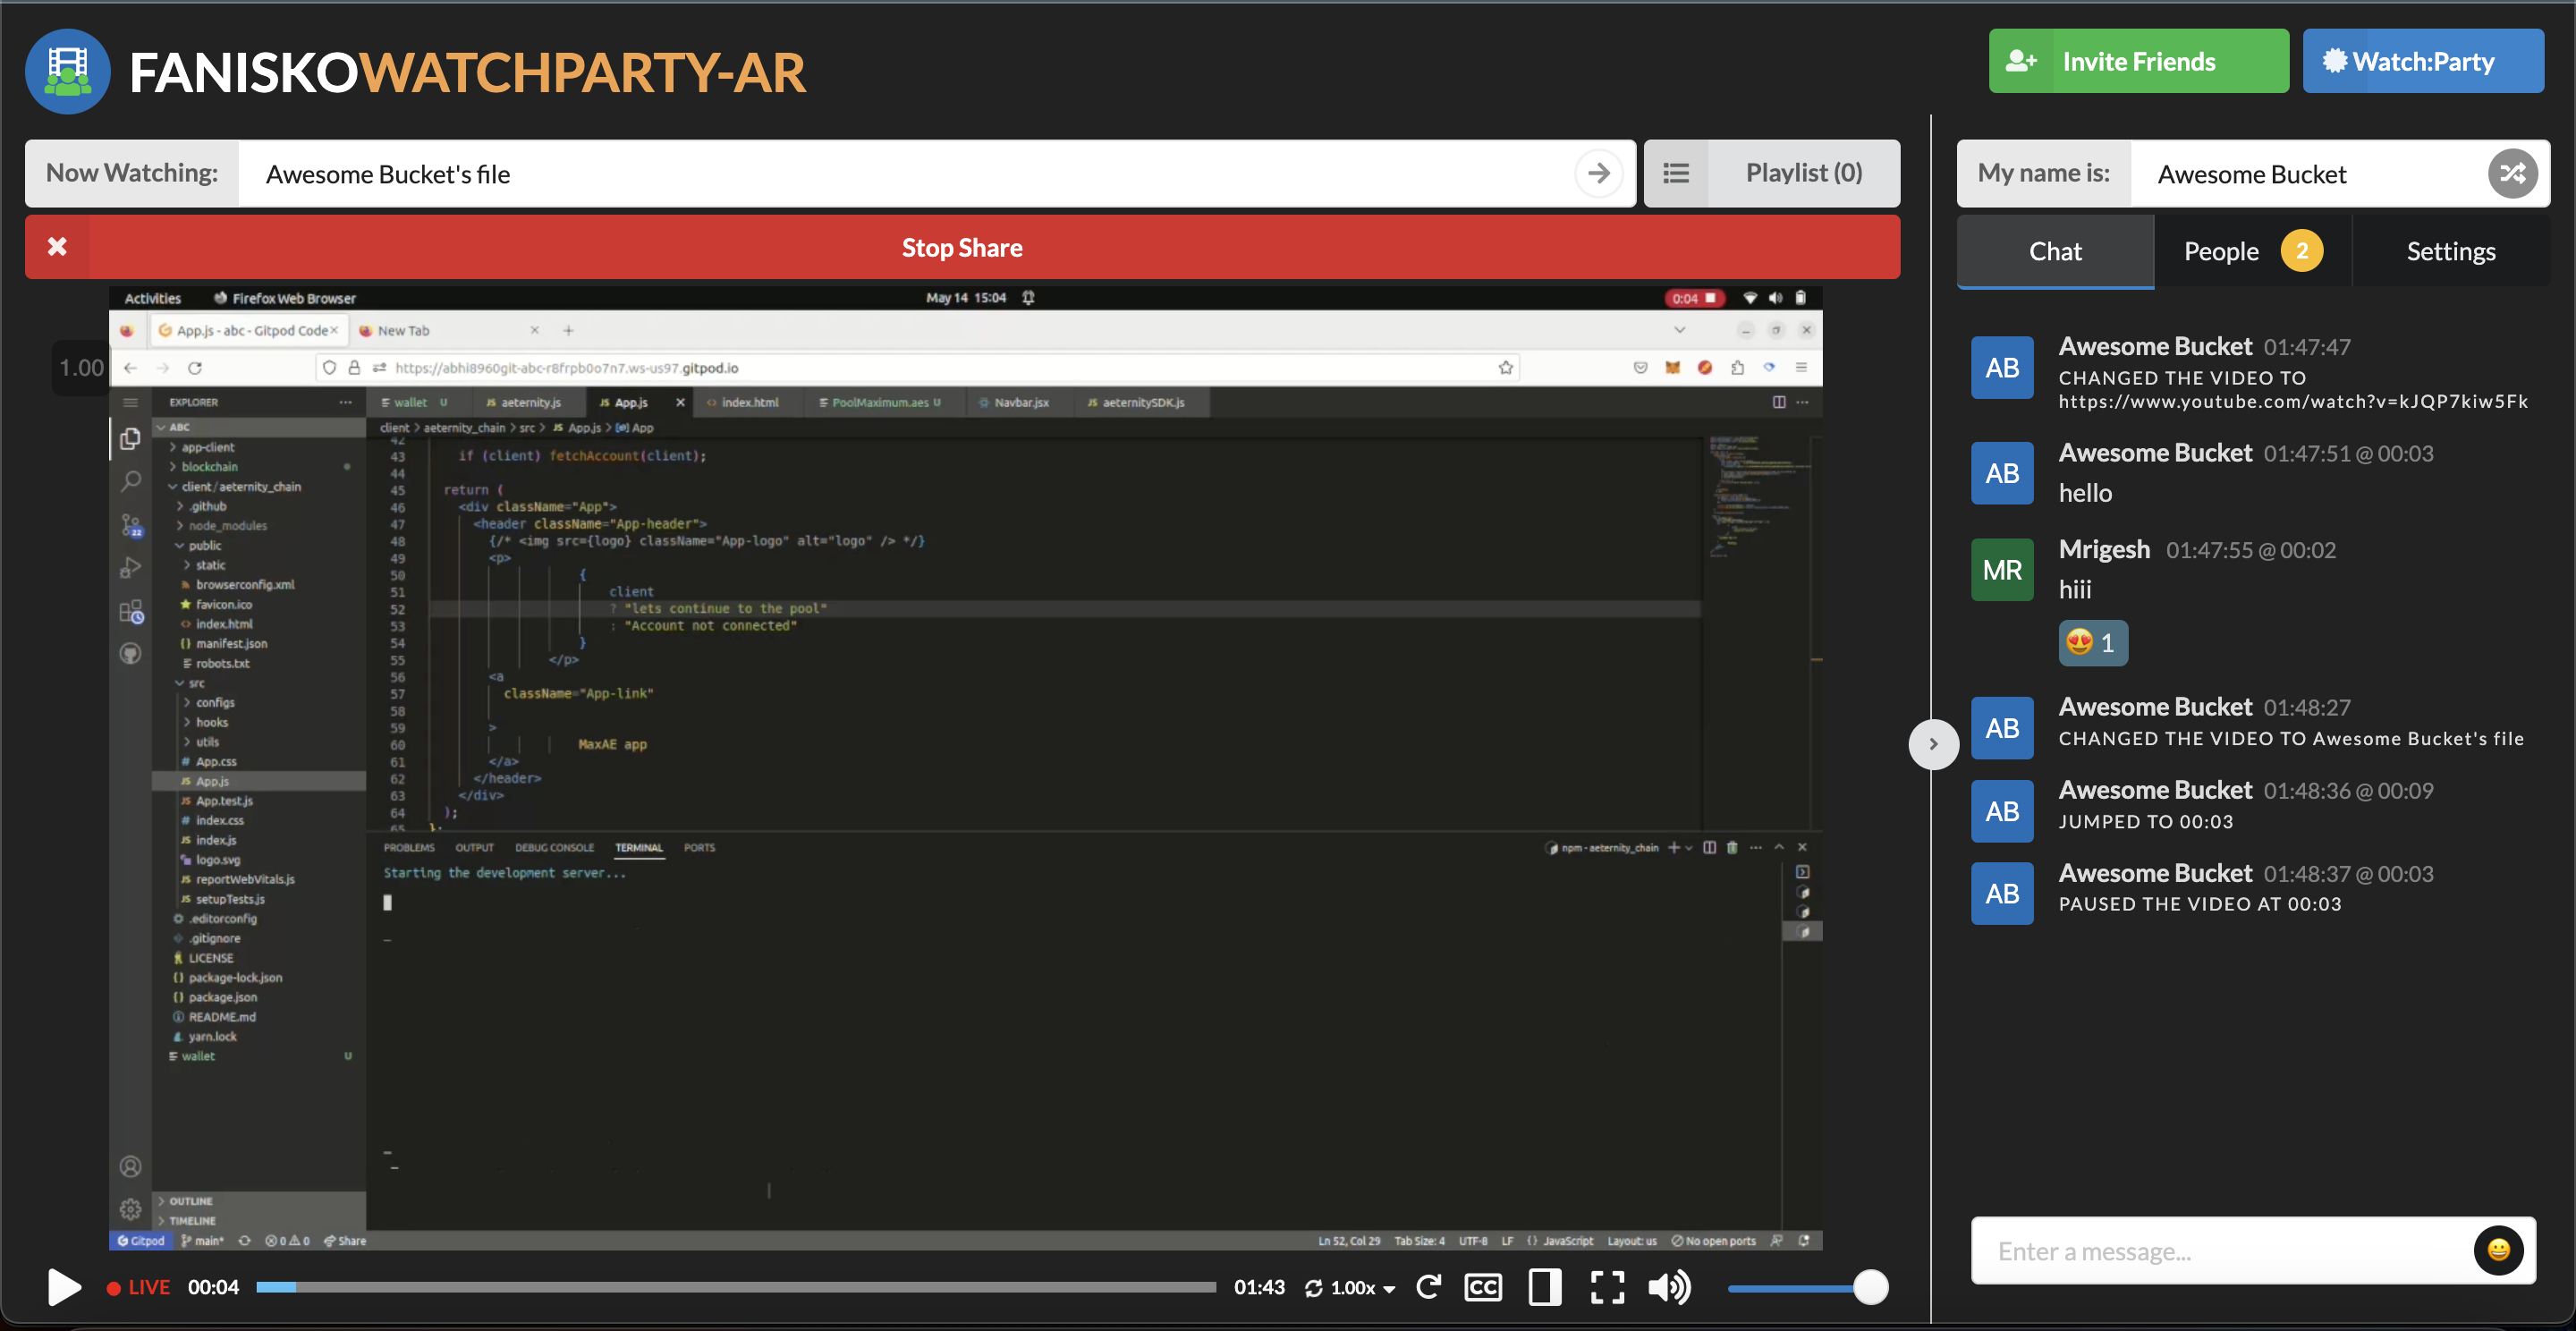 FANISKOWATCHPARTY-AR
Invite Friends
Watch:Party
Now Watching:
Awesome Bucket's file
Playlist (0)
My name is:
Awesome Bucket
Stop Share
Chat
People 2
Settings
Activities
Firefox Web Browser
May 14 15:04
0:04
App.js - abc - Gitpod Code
New Tab
1.00
https://abhi8960git-abc-r8frpb0o7n7.ws-us97.gitpod.io
EXPLORER
wallet U
aeternity.js
App.js
index.html
PoolMaximum.aes U
Navbar.jsx
aeternitySDK.js
client > aeternity_chain > src > JS App.js > App
ABC
app-client
blockchain
client / aeternity_chain
.github
node_modules
public
static
browserconfig.xml
favicon.ico
index.html
manifest.json
robots.txt
src
configs
hooks
utils
App.css
App.js
App.test.js
index.css
index.js
logo.svg
reportWebVitals.js
setupTests.js
.editorconfig
.gitignore
LICENSE
package-lock.json
package.json
README.md
yarn.lock
wallet U
OUTLINE
TIMELINE
22
42
43 if (client) fetchAccount(client);
44
45 return (
46 <div className="App">
47 <header className="App-header">
48 {/* <img src={logo} className="App-logo" alt="logo" /> */}
49 <p>
50 {
51 client
52 ? "lets continue to the pool"
53 : "Account not connected"
54 }
55 </p>
56 <a
57 className="App-link"
58
59 >
60 MaxAE app
61 </a>
62 </header>
63 </div>
64 );
65 };
PROBLEMS
OUTPUT
DEBUG CONSOLE
TERMINAL
PORTS
npm - aeternity_chain
Starting the development server...
Gitpod
main*
0 0
Share
Ln 52, Col 29
Tab Size: 4
UTF-8
LF
{} JavaScript
Layout: us
No open ports
LIVE
00:04
01:43
1.00x
CC
AB
Awesome Bucket 01:47:47
CHANGED THE VIDEO TO
https://www.youtube.com/watch?v=kJQP7kiw5Fk
AB
Awesome Bucket 01:47:51 @ 00:03
hello
MR
Mrigesh 01:47:55 @ 00:02
hiii
1
AB
Awesome Bucket 01:48:27
CHANGED THE VIDEO TO Awesome Bucket's file
AB
Awesome Bucket 01:48:36 @ 00:09
JUMPED TO 00:03
AB
Awesome Bucket 01:48:37 @ 00:03
PAUSED THE VIDEO AT 00:03
Enter a message...